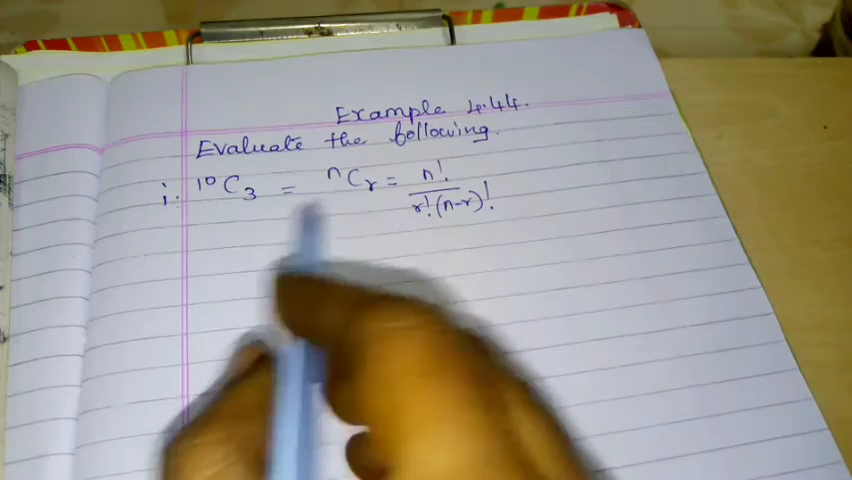 Example 4.44.
Evaluate the following.
i. ¹⁰C₃ = ⁿCᵣ = n! / r!(n-r)!